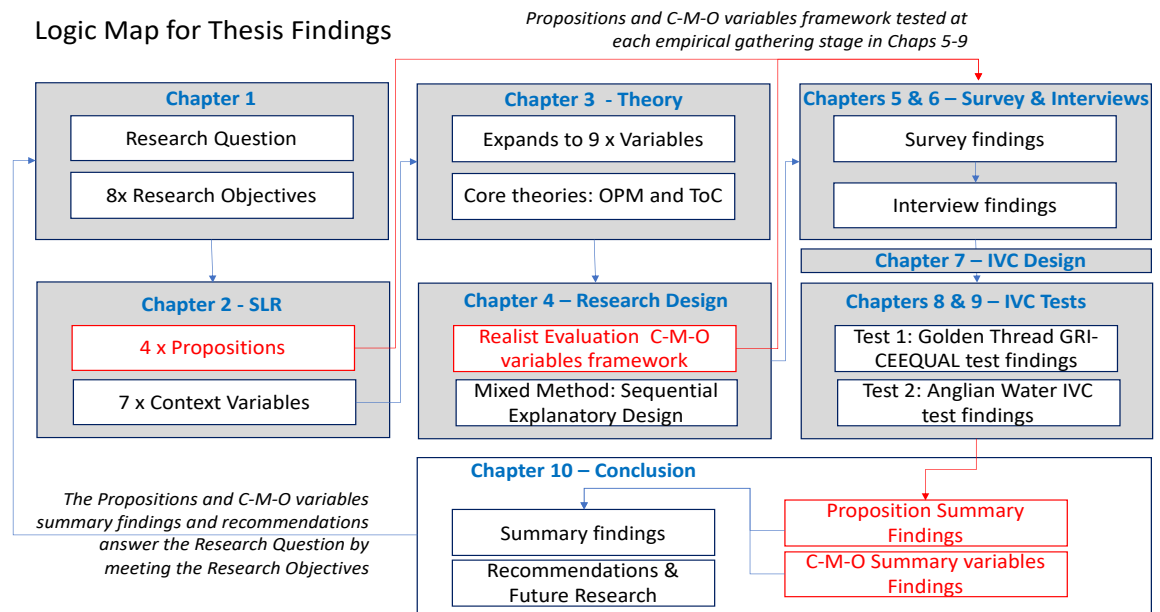 Logic Map for Thesis Findings
Propositions and C-M-O variables framework tested at
each empirical gathering stage in Chaps 5-9
Chapter 1
Research Question
8x Research Objectives
Chapter 2 - SLR
4 x Propositions
7 x Context Variables
Chapter 3 - Theory
Expands to 9 x Variables
Core theories: OPM and ToC
Chapter 4 – Research Design
Realist Evaluation C-M-O
variables framework
Mixed Method: Sequential
Explanatory Design
Chapters 5 & 6 – Survey & Interviews
Survey findings
Interview findings
Chapter 7 – IVC Design
Chapters 8 & 9 – IVC Tests
Test 1: Golden Thread GRI-
CEEQUAL test findings
Test 2: Anglian Water IVC
test findings
Chapter 10 – Conclusion
Summary findings
Recommendations &
Future Research
Proposition Summary
Findings
C-M-O Summary variables
Findings
The Propositions and C-M-O variables
summary findings and recommendations
answer the Research Question by
meeting the Research Objectives